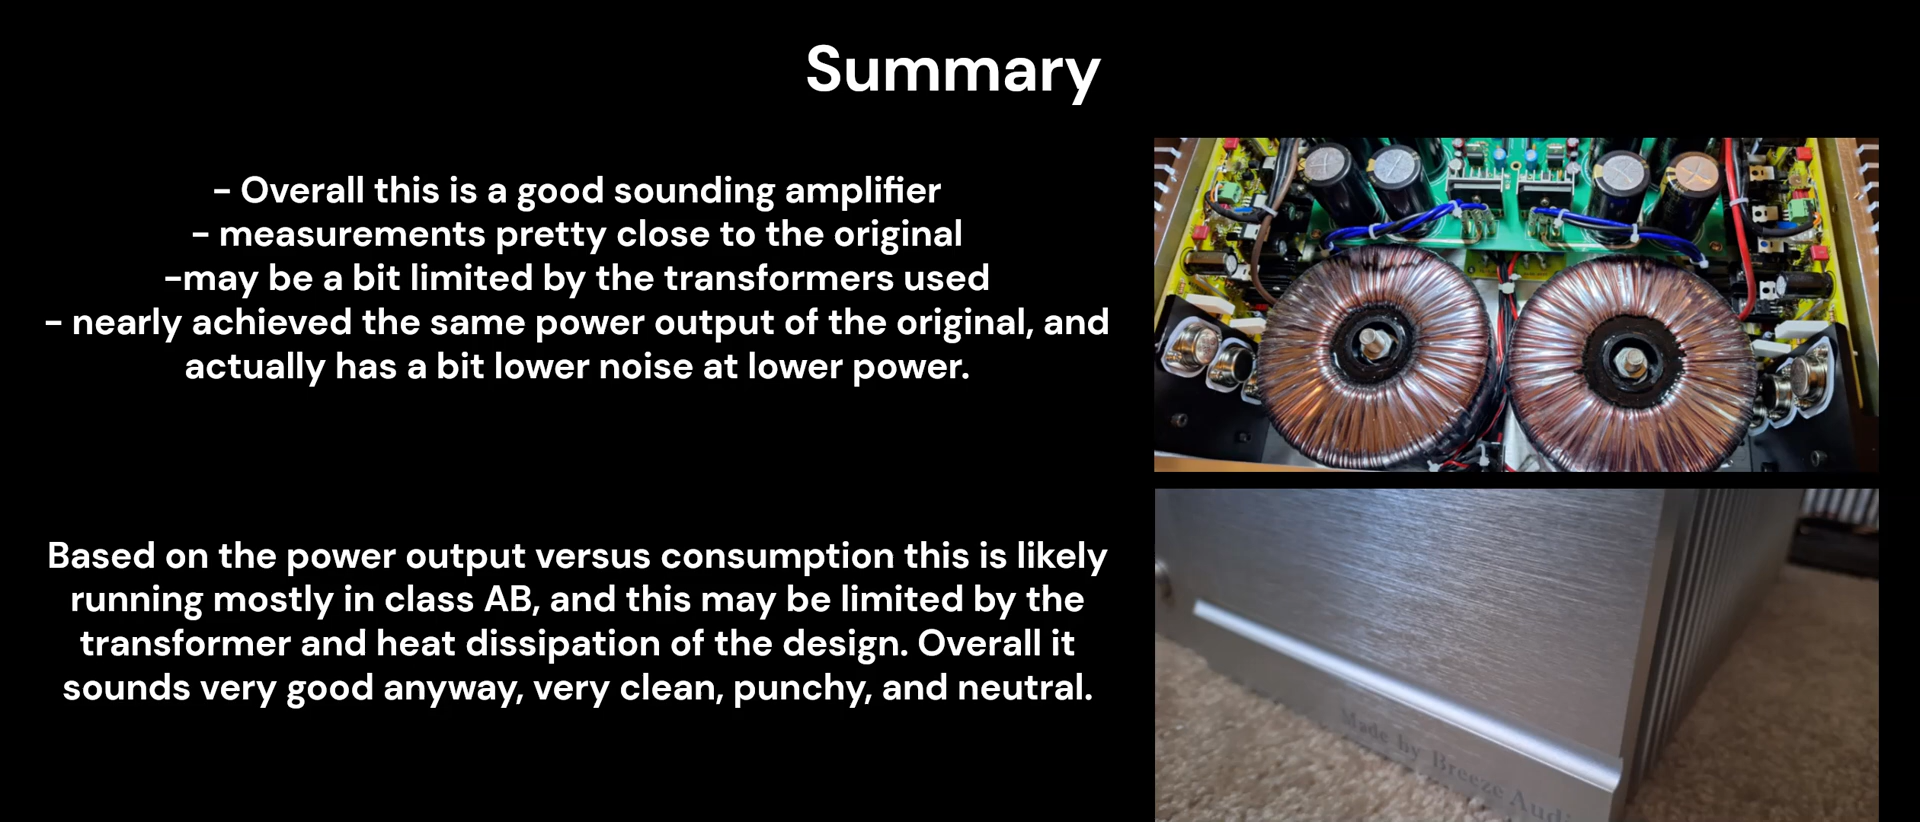 Summary
- Overall this is a good sounding amplifier
- measurements pretty close to the original
-may be a bit limited by the transformers used
- nearly achieved the same power output of the original, and
actually has a bit lower noise at lower power.
Based on the power output versus consumption this is likely
running mostly in class AB, and this may be limited by the
transformer and heat dissipation of the design. Overall it
sounds very good anyway, very clean, punchy, and neutral.
Made by Breeze Audi